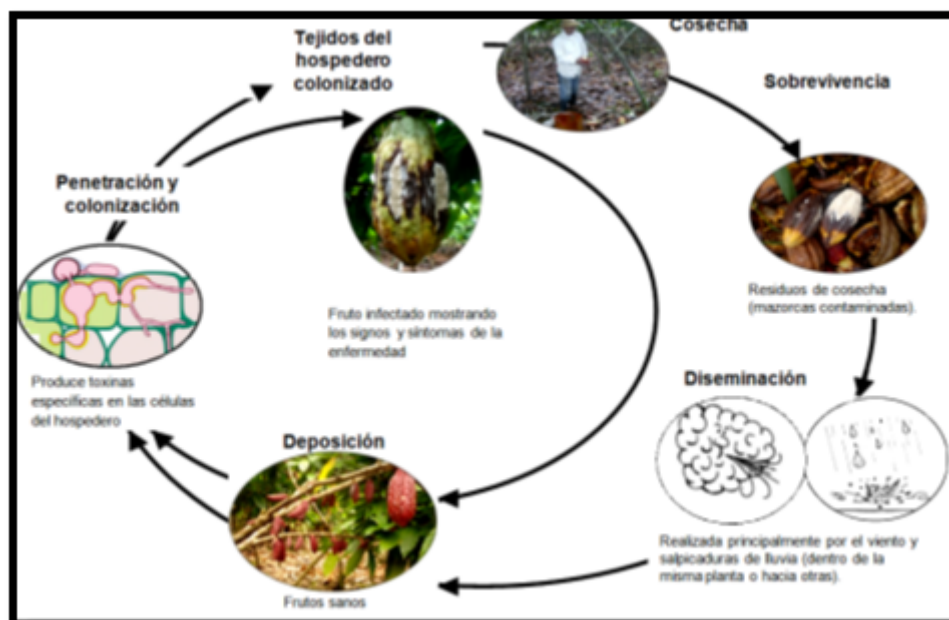 Cosecha
Tejidos del
hospedero
colonizado
Sobrevivencia
Penetración y
colonización
Residuos de cosecha
(mazorcas contaminadas).
Fruto infectado mostrando
los signos y síntomas de la
enfermedad
Diseminación
Produce toxinas
específicas en las células
del hospedero
Deposición
Realizada principalmente por el viento y
salpicaduras de lluvia (dentro de la
misma planta o hacia otras).
Frutos sanos